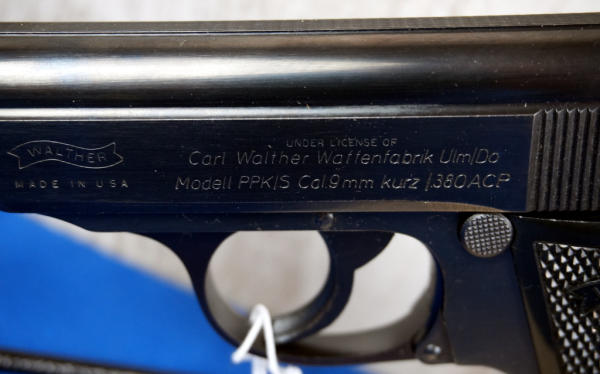 WALTHER
MADE IN USA
UNDER LICENSE OF
Carl Walther Waffenfabrik Ulm/Do
Modell PPK/S Cal.9mm kurz /.380ACP